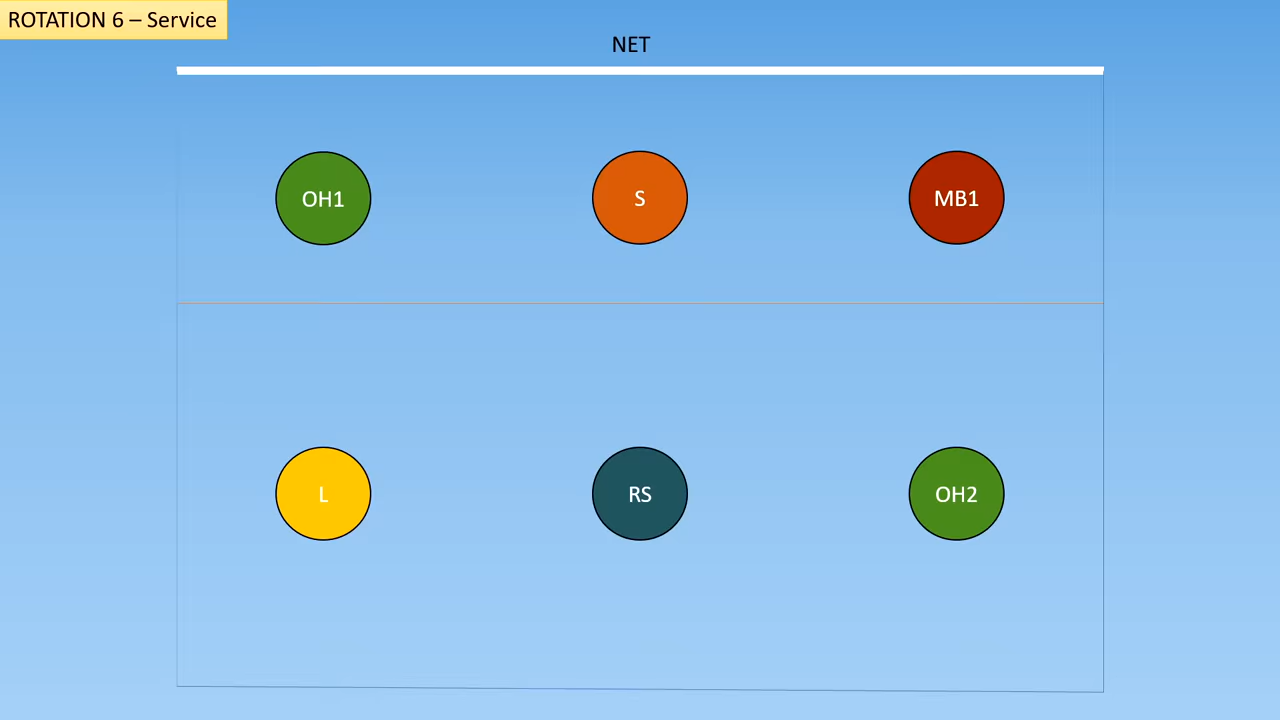 ROTATION 6 – Service
NET
OH1
S
MB1
L
RS
OH2